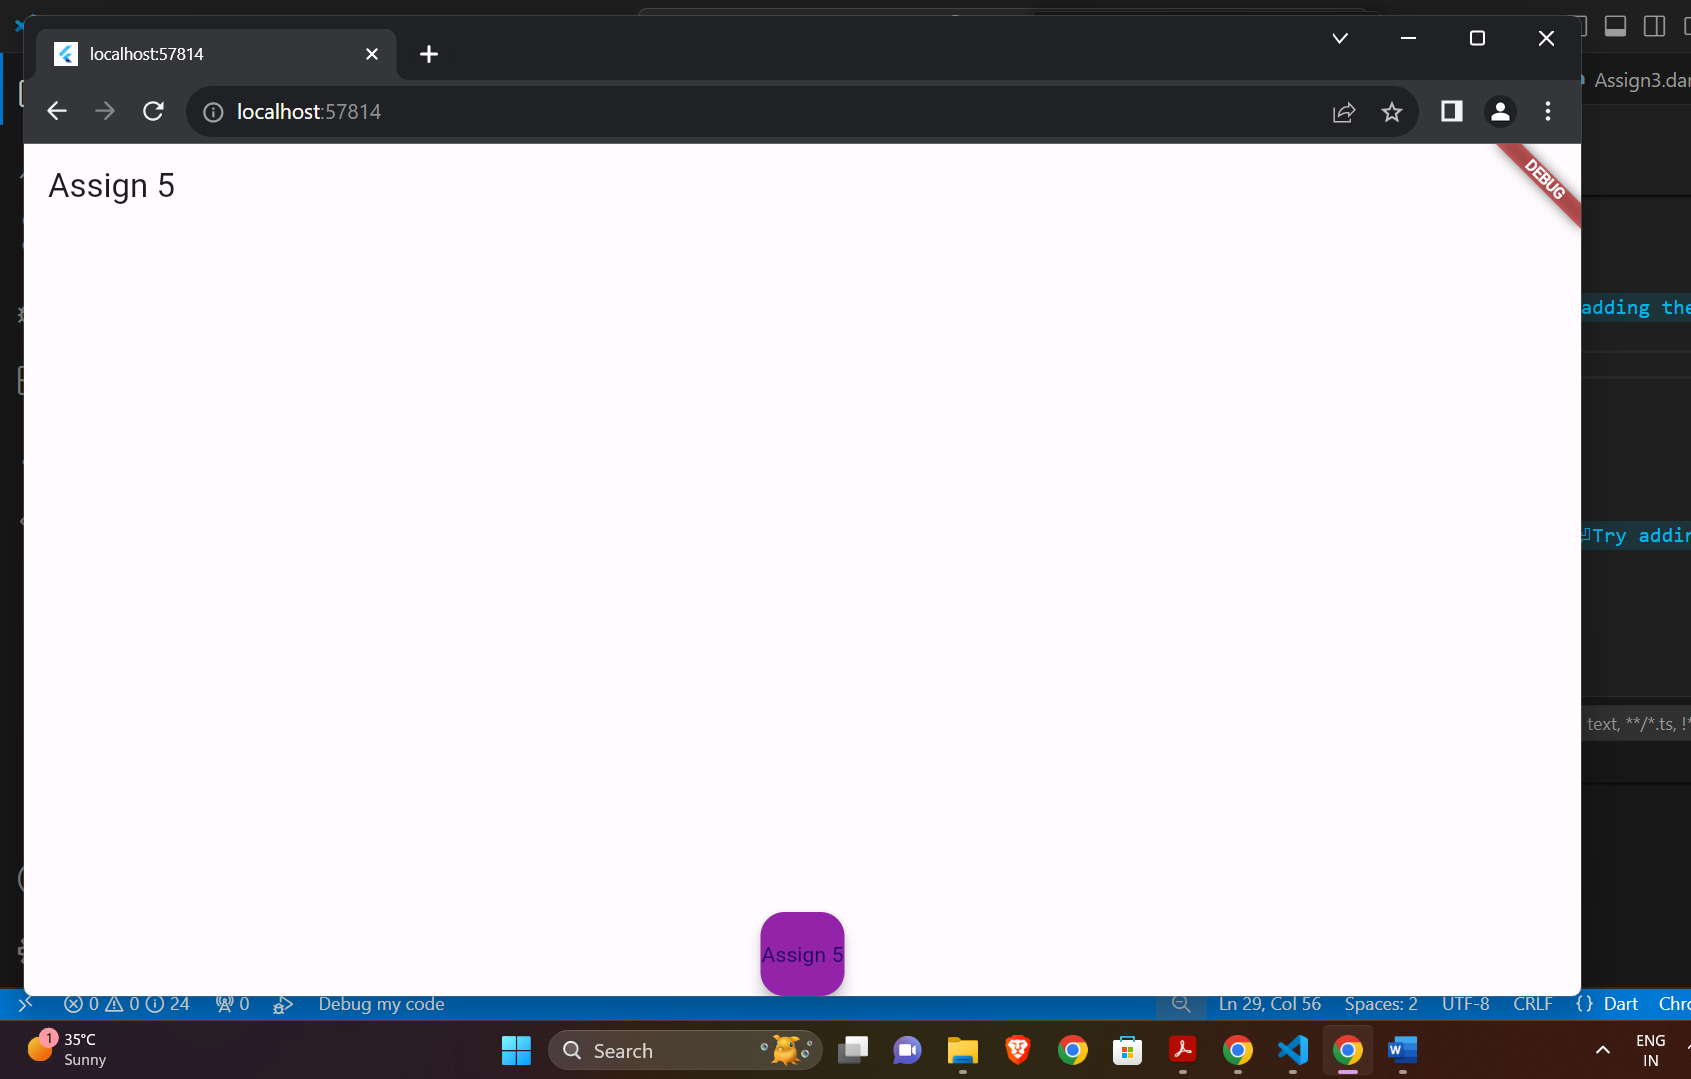 localhost:57814
localhost:57814
Assign3.dar
Assign 5
DEBUG
adding the
Try addin
text, **/*.ts, !*
Assign 5
0 0 24 0 Debug my code Ln 29, Col 56 Spaces: 2 UTF-8 CRLF {} Dart Chro
1 35°C
Sunny
Search
ENG
IN